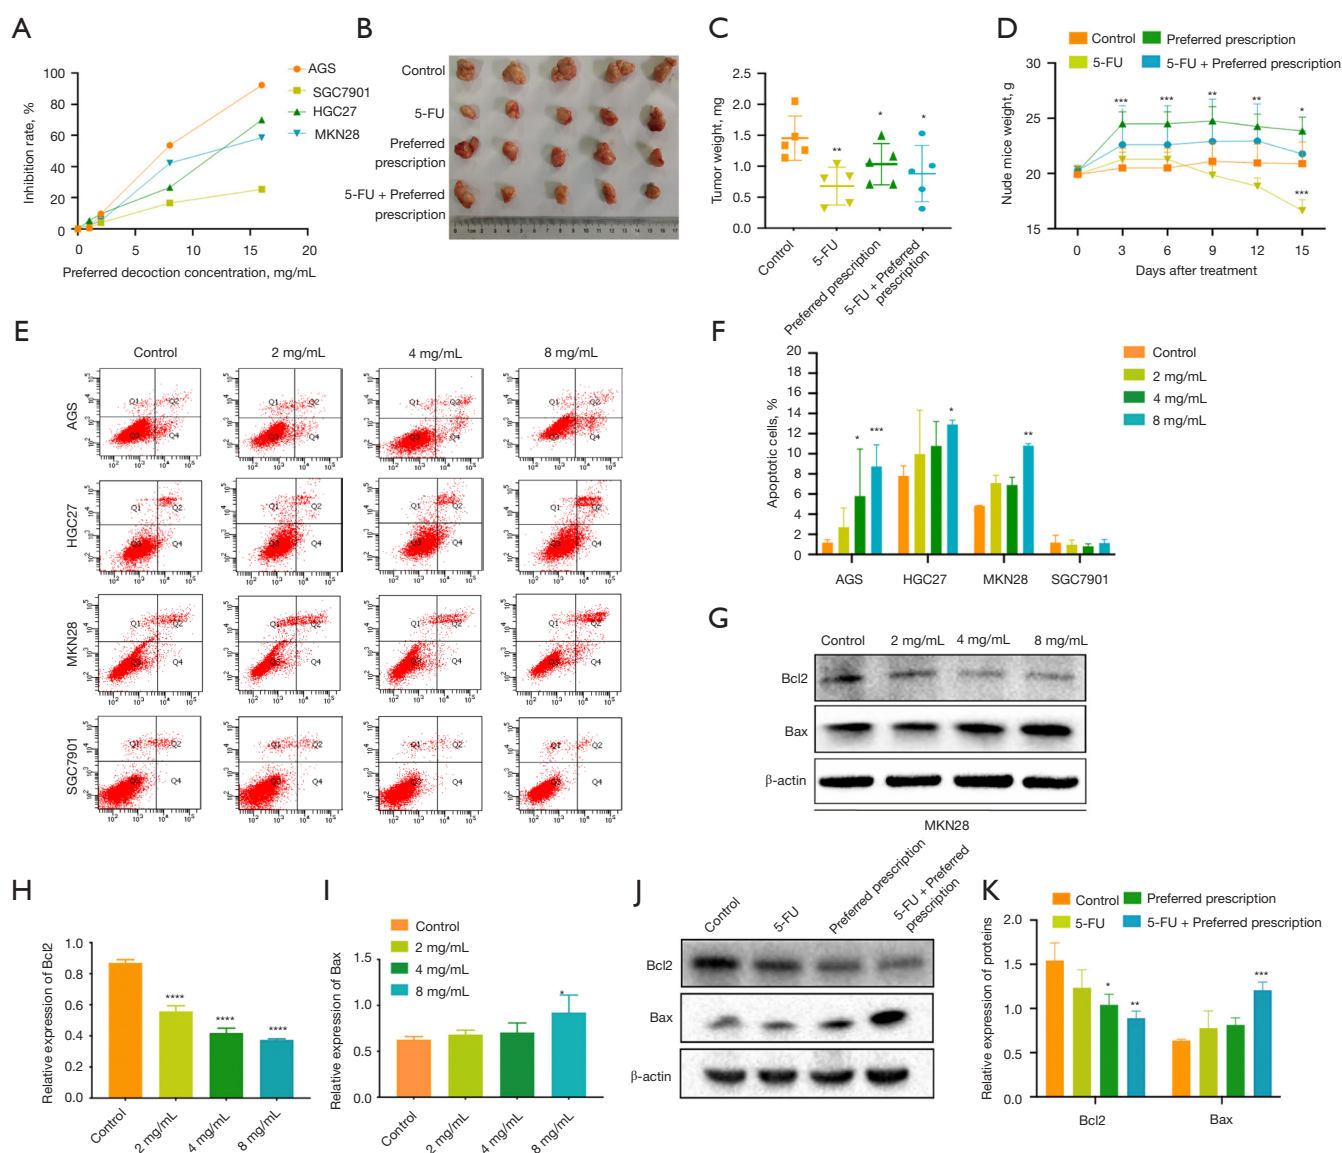 A
B
C
D
Inhibition rate, %
100
80
60
40
20
0
0
5
10
15
20
Preferred decoction concentration, mg/mL
AGS
SGC7901
HGC27
MKN28
Control
5-FU
Preferred
prescription
5-FU + Preferred
prescription
Tumor weight, mg
2.5
2.0
1.5
1.0
0.5
0.0
**
*
*
Control
5-FU
Preferred prescription
5-FU + Preferred
prescription
Control
Preferred prescription
5-FU
5-FU + Preferred prescription
Nude mice weight, g
30
25
20
15
***
***
**
**
*
***
0
3
6
9
12
15
Days after treatment
E
Control
2 mg/mL
4 mg/mL
8 mg/mL
AGS
HGC27
MKN28
SGC7901
Q1
Q2
Q4
F
Apoptotic cells, %
20
18
16
14
12
10
8
6
4
2
0
*
***
*
**
AGS
HGC27
MKN28
SGC7901
Control
2 mg/mL
4 mg/mL
8 mg/mL
G
Control
2 mg/mL
4 mg/mL
8 mg/mL
Bcl2
Bax
β-actin
MKN28
H
Relative expression of Bcl2
1.0
0.8
0.6
0.4
0.2
0.0
****
****
****
Control
2 mg/mL
4 mg/mL
8 mg/mL
I
Control
2 mg/mL
4 mg/mL
8 mg/mL
Relative expression of Bax
1.5
1.0
0.5
0.0
*
Control
2 mg/mL
4 mg/mL
8 mg/mL
J
Control
5-FU
Preferred prescription
5-FU + Preferred
prescription
Bcl2
Bax
β-actin
K
Control
Preferred prescription
5-FU
5-FU + Preferred prescription
Relative expression of proteins
2.0
1.5
1.0
0.5
0.0
*
**
***
Bcl2
Bax